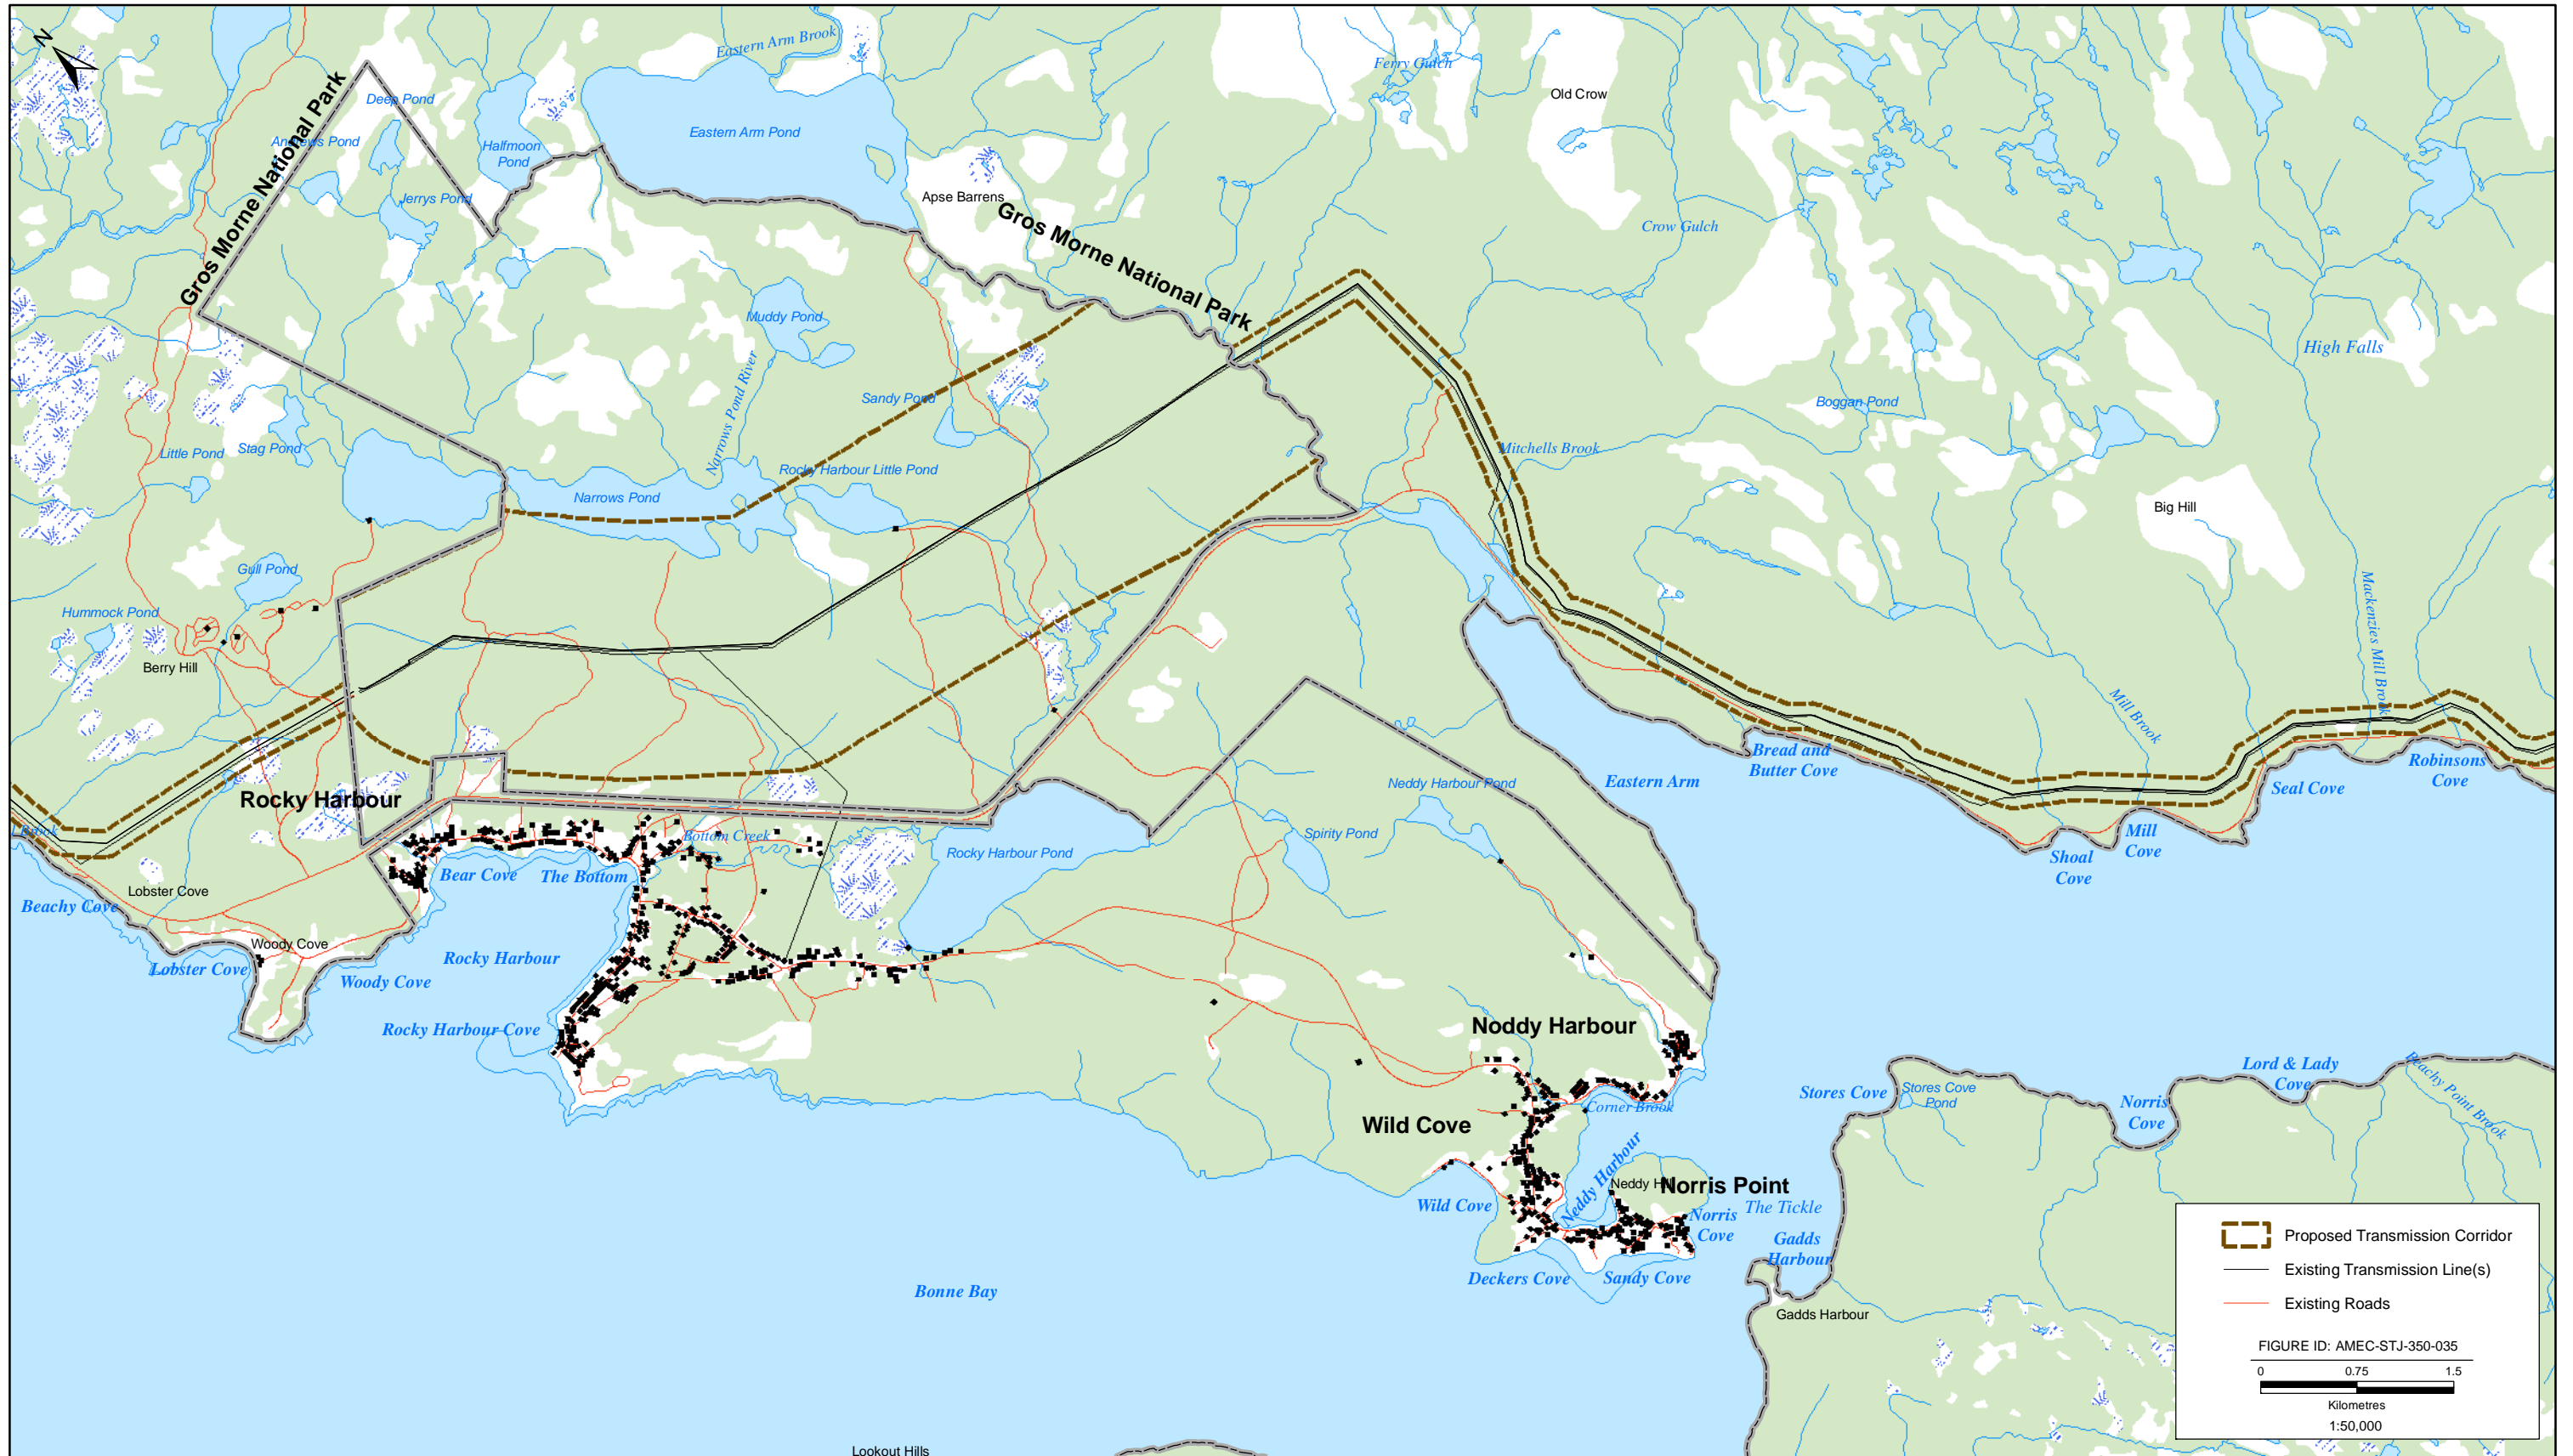 N
Eastern Arm Brook
Ferry Gulch
Old Crow
Deep Pond
Gros Morne National Park
Andrews Pond
Halfmoon
Pond
Eastern Arm Pond
Jerrys Pond
Apse Barrens
Gros Morne National Park
Crow Gulch
Muddy Pond
High Falls
Sandy Pond
Boggan Pond
Narrows Pond River
Little Pond
Stag Pond
Mitchells Brook
Rocky Harbour Little Pond
Narrows Pond
Big Hill
Gull Pond
Hummock Pond
Mackenzies Mill Brook
Berry Hill
Mill Brook
Bread and
Butter Cove
Eastern Arm
Neddy Harbour Pond
Robinsons
Cove
Seal Cove
Rocky Harbour
Brook
Bottom Creek
Spirity Pond
Mill
Cove
Rocky Harbour Pond
Shoal
Cove
Bear Cove
The Bottom
Lobster Cove
Beachy Cove
Woody Cove
Rocky Harbour
Lobster Cove
Woody Cove
Rocky Harbour Cove
Noddy Harbour
Lord & Lady
Cove
Beachy Point Brook
Stores Cove
Stores Cove
Pond
Corner Brook
Norris
Cove
Wild Cove
Neddy Harbour
Neddy Hill
Norris Point
The Tickle
Wild Cove
Norris
Cove
Gadds
Harbour
Deckers Cove
Sandy Cove
Bonne Bay
Gadds Harbour
Lookout Hills
Proposed Transmission Corridor
Existing Transmission Line(s)
Existing Roads
FIGURE ID: AMEC-STJ-350-035
0 0.75 1.5
Kilometres
1:50,000